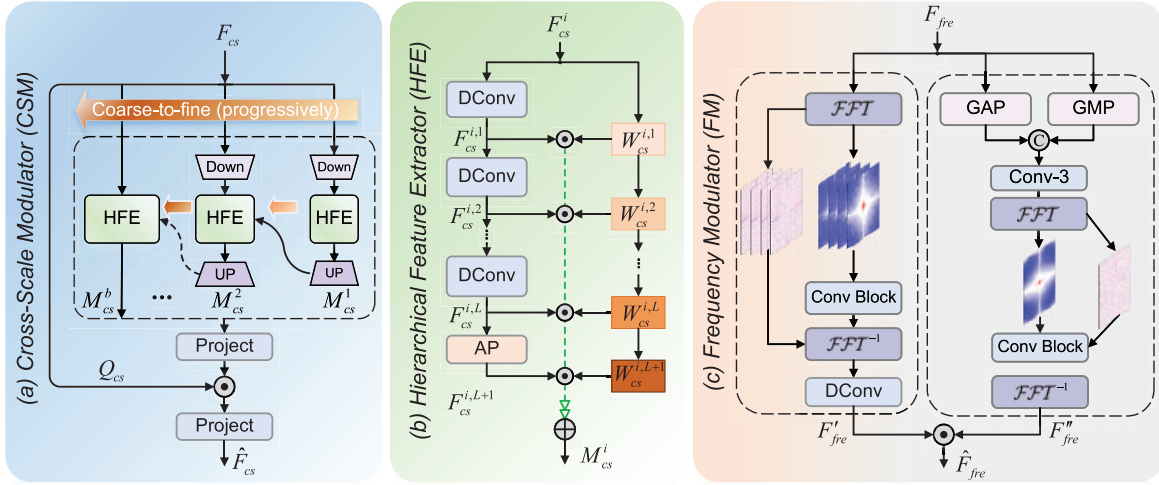 (a) Cross-Scale Modulator (CSM)
F_cs
Coarse-to-fine (progressively)
Down
Down
HFE
HFE
HFE
UP
UP
M_cs^b
...
M_cs^2
M_cs^1
Project
Q_cs
Project
F̂_cs
(b) Hierarchical Feature Extractor (HFE)
F_cs^i
DConv
F_cs^{i,1}
W_cs^{i,1}
DConv
F_cs^{i,2}
W_cs^{i,2}
...
...
DConv
F_cs^{i,L}
W_cs^{i,L}
AP
W_cs^{i,L+1}
F_cs^{i,L+1}
M_cs^i
(c) Frequency Modulator (FM)
F_fre
FFT
GAP
GMP
C
Conv-3
FFT
Conv Block
FFT^{-1}
Conv Block
DConv
FFT^{-1}
F'_fre
F''_fre
F̂_fre